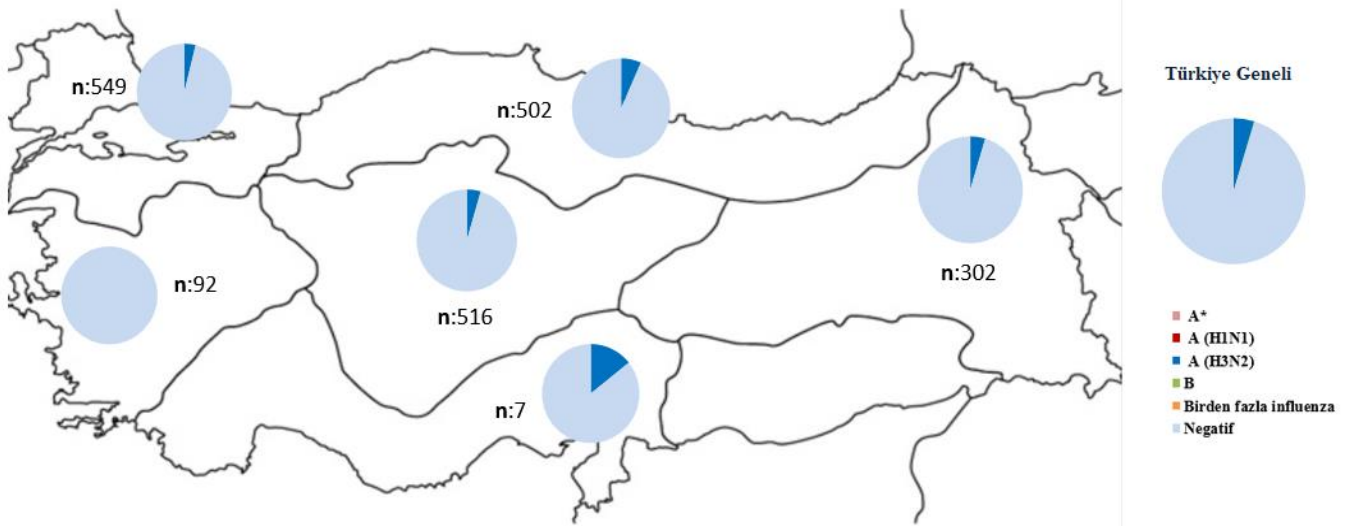 n:549
n:502
n:92
n:516
n:302
n:7
Türkiye Geneli
A*
A (H1N1)
A (H3N2)
B
Birden fazla influenza
Negatif